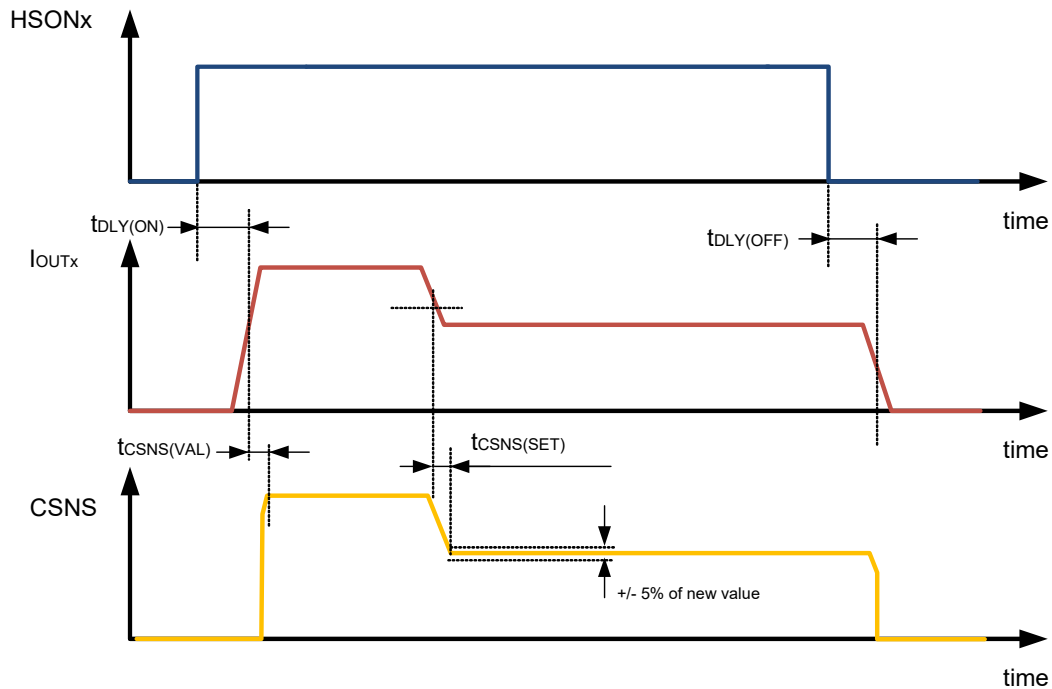 HSONx
time
tDLY(ON)
tDLY(OFF)
IOUTx
time
tCSNS(VAL)
tCSNS(SET)
CSNS
+/- 5% of new value
time